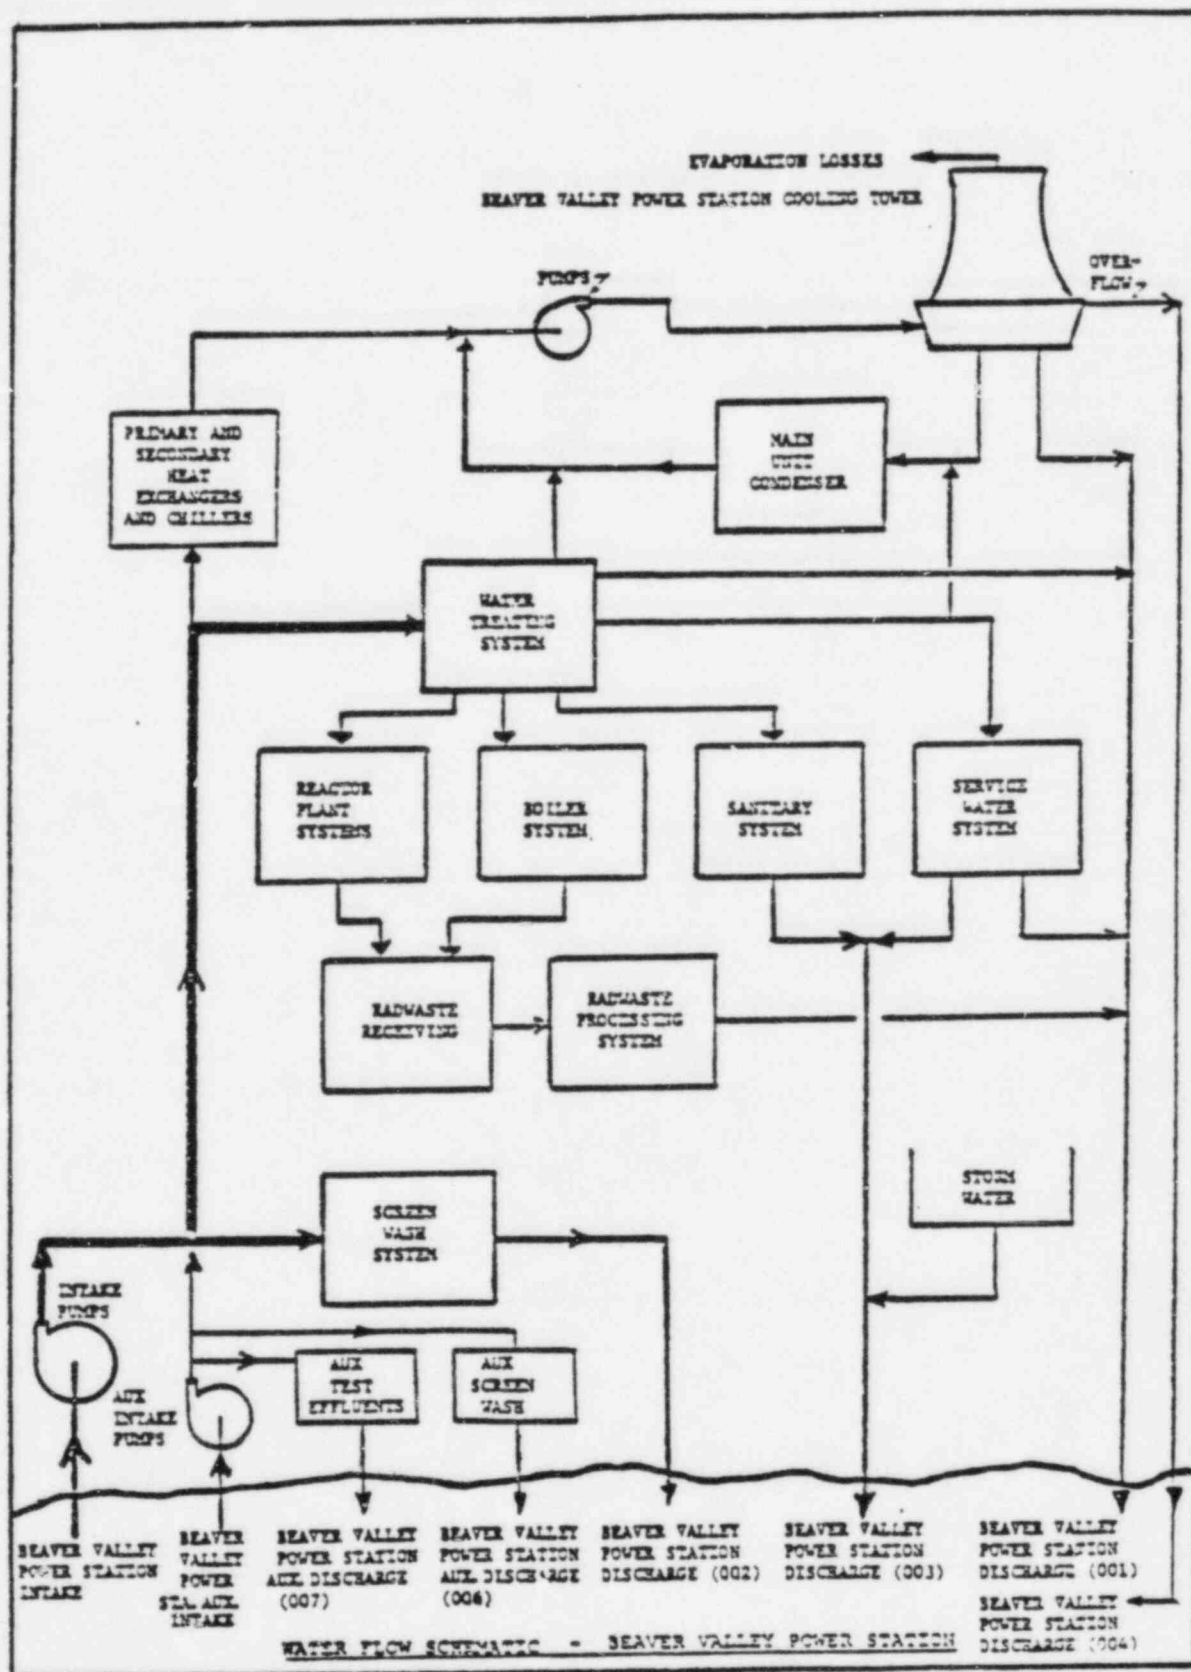 EVAPORATION LOSSES
BEAVER VALLEY POWER STATION COOLING TOWER
OVER-
FLOW
PUMPS
PRIMARY AND
SECONDARY
HEAT
EXCHANGERS
AND CHILLERS
MAIN
UNIT
CONDENSER
WATER
TREATING
SYSTEM
REACTOR
PLANT
SYSTEMS
BOILER
SYSTEM
SANITARY
SYSTEM
SERVICE
WATER
SYSTEM
RADWASTE
RECEIVING
RADWASTE
PROCESSING
SYSTEM
STORM
WATER
SCREEN
WASH
SYSTEM
INTAKE
PUMPS
AUX
INTAKE
PUMPS
AUX
TEST
EFFLUENTS
AUX
SCREEN
WASH
BEAVER VALLEY
POWER STATION
INTAKE
BEAVER
VALLEY
POWER
STA. AUX.
INTAKE
BEAVER VALLEY
POWER STATION
AUX. DISCHARGE
(007)
BEAVER VALLEY
POWER STATION
AUX. DISCHARGE
(006)
BEAVER VALLEY
POWER STATION
DISCHARGE (002)
BEAVER VALLEY
POWER STATION
DISCHARGE (003)
BEAVER VALLEY
POWER STATION
DISCHARGE (001)
BEAVER VALLEY
POWER STATION
DISCHARGE (004)
WATER FLOW SCHEMATIC - BEAVER VALLEY POWER STATION